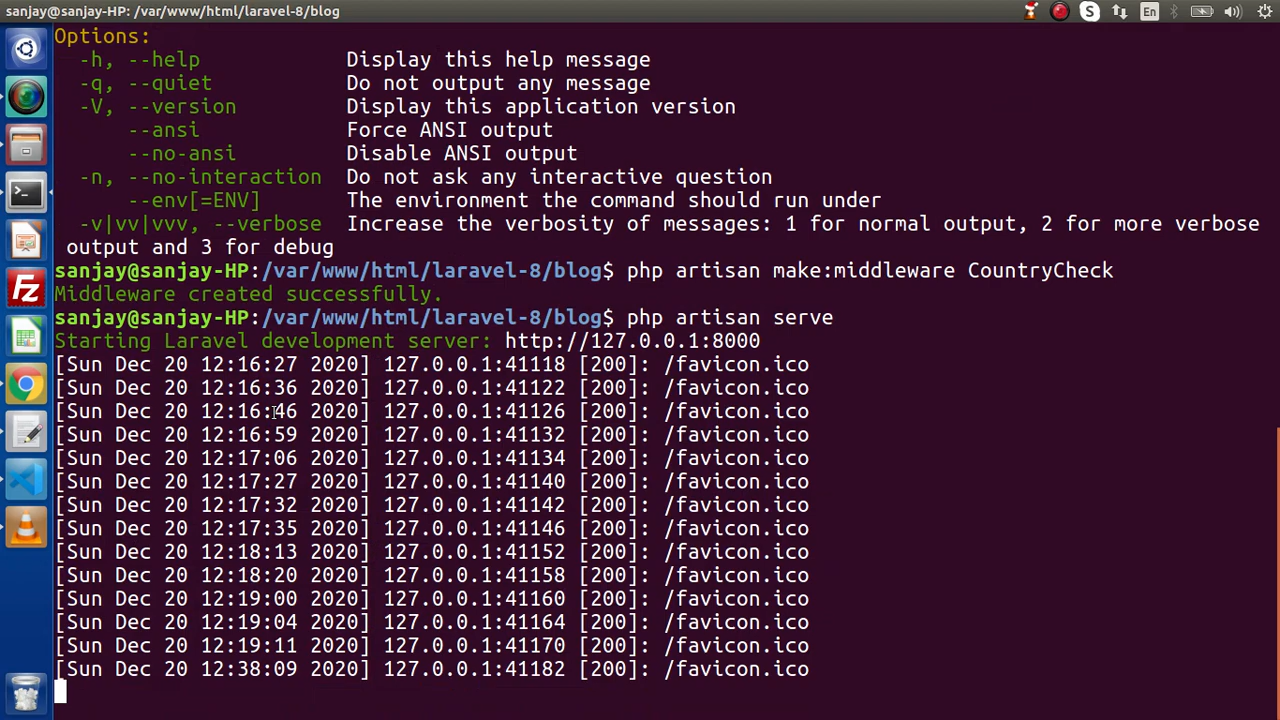 sanjay@sanjay-HP: /var/www/html/laravel-8/blog
S
En
Options:
-h, --help Display this help message
-q, --quiet Do not output any message
-V, --version Display this application version
--ansi Force ANSI output
--no-ansi Disable ANSI output
-n, --no-interaction Do not ask any interactive question
--env[=ENV] The environment the command should run under
-v|vv|vvv, --verbose Increase the verbosity of messages: 1 for normal output, 2 for more verbose
output and 3 for debug
sanjay@sanjay-HP:/var/www/html/laravel-8/blog$ php artisan make:middleware CountryCheck
Middleware created successfully.
sanjay@sanjay-HP:/var/www/html/laravel-8/blog$ php artisan serve
Starting Laravel development server: http://127.0.0.1:8000
[Sun Dec 20 12:16:27 2020] 127.0.0.1:41118 [200]: /favicon.ico
[Sun Dec 20 12:16:36 2020] 127.0.0.1:41122 [200]: /favicon.ico
[Sun Dec 20 12:16:46 2020] 127.0.0.1:41126 [200]: /favicon.ico
[Sun Dec 20 12:16:59 2020] 127.0.0.1:41132 [200]: /favicon.ico
[Sun Dec 20 12:17:06 2020] 127.0.0.1:41134 [200]: /favicon.ico
[Sun Dec 20 12:17:27 2020] 127.0.0.1:41140 [200]: /favicon.ico
[Sun Dec 20 12:17:32 2020] 127.0.0.1:41142 [200]: /favicon.ico
[Sun Dec 20 12:17:35 2020] 127.0.0.1:41146 [200]: /favicon.ico
[Sun Dec 20 12:18:13 2020] 127.0.0.1:41152 [200]: /favicon.ico
[Sun Dec 20 12:18:20 2020] 127.0.0.1:41158 [200]: /favicon.ico
[Sun Dec 20 12:19:00 2020] 127.0.0.1:41160 [200]: /favicon.ico
[Sun Dec 20 12:19:04 2020] 127.0.0.1:41164 [200]: /favicon.ico
[Sun Dec 20 12:19:11 2020] 127.0.0.1:41170 [200]: /favicon.ico
[Sun Dec 20 12:38:09 2020] 127.0.0.1:41182 [200]: /favicon.ico
Fz